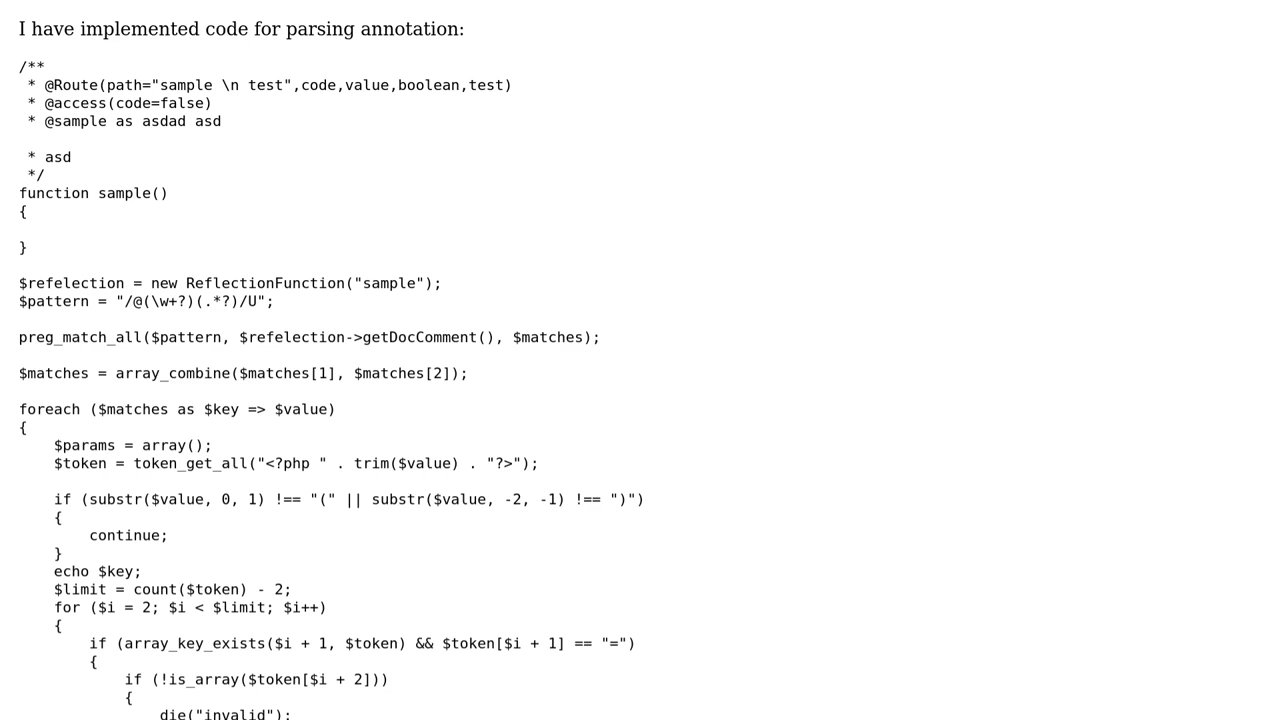 I have implemented code for parsing annotation:
/**
 * @Route(path="sample \n test",code,value,boolean,test)
 * @access(code=false)
 * @sample as asdad asd

 * asd
 */
function sample()
{

}

$refelection = new ReflectionFunction("sample");
$pattern = "/@(\w+?)(.*?)/U";

preg_match_all($pattern, $refelection->getDocComment(), $matches);

$matches = array_combine($matches[1], $matches[2]);

foreach ($matches as $key => $value)
{
    $params = array();
    $token = token_get_all("<?php " . trim($value) . "?>");

    if (substr($value, 0, 1) !== "(" || substr($value, -2, -1) !== ")")
    {
        continue;
    }
    echo $key;
    $limit = count($token) - 2;
    for ($i = 2; $i < $limit; $i++)
    {
        if (array_key_exists($i + 1, $token) && $token[$i + 1] == "=")
        {
            if (!is_array($token[$i + 2]))
            {
                die("invalid");